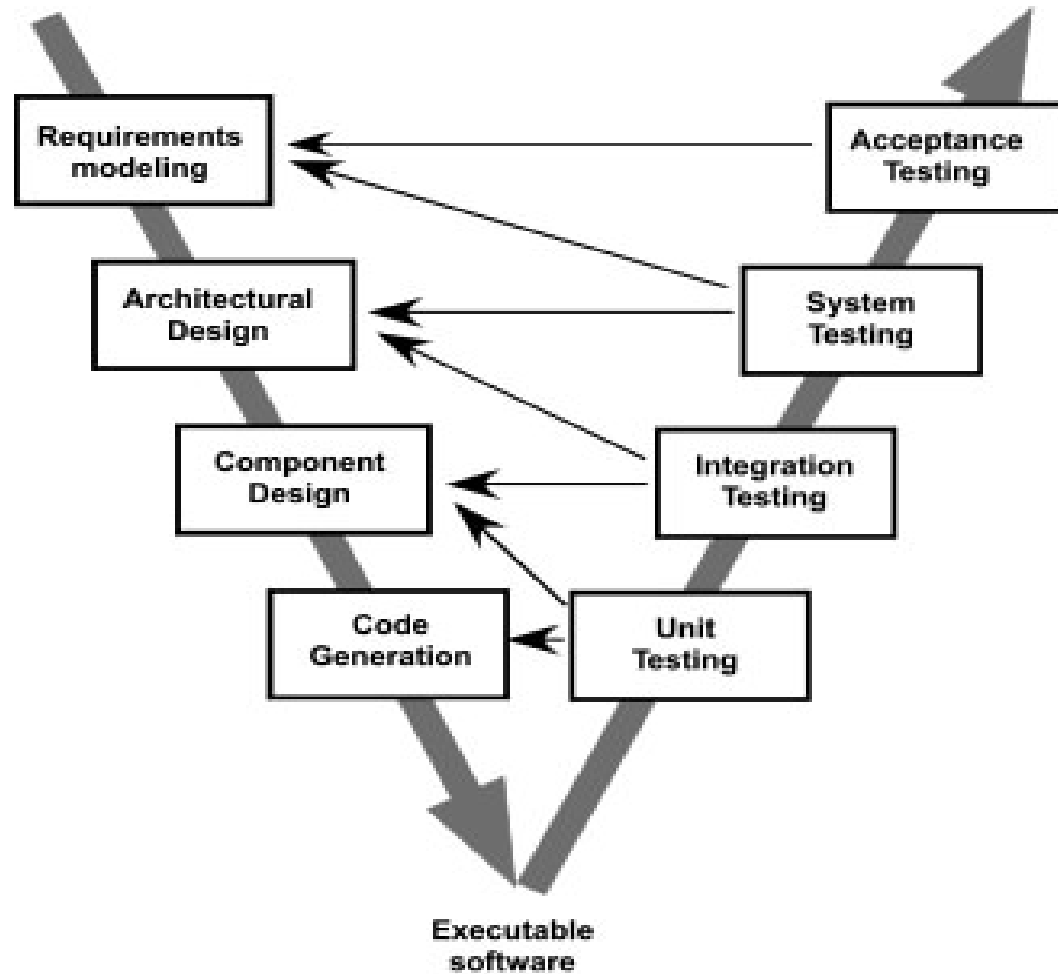 Requirements
modeling
Acceptance
Testing
Architectural
Design
System
Testing
Component
Design
Integration
Testing
Code
Generation
Unit
Testing
Executable
software